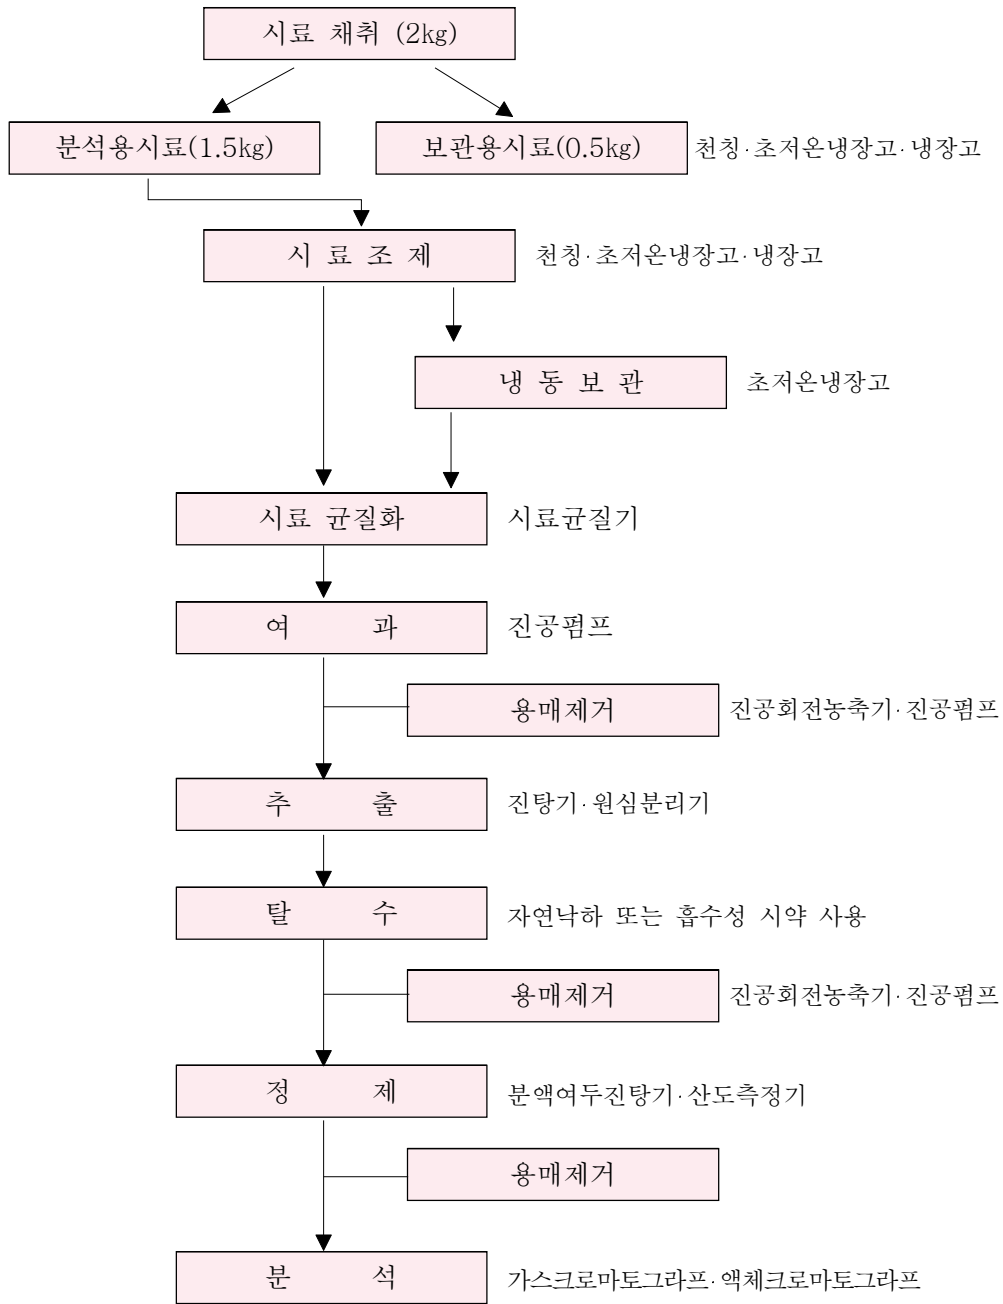 시료 채취 (2kg)
분석용시료(1.5kg) 보관용시료(0.5kg) 천칭·초저온냉장고·냉장고
시 료 조 제 천칭·초저온냉장고·냉장고
냉 동 보 관 초저온냉장고
시료 균질화 시료균질기
여 과 진공펌프
용매제거 진공회전농축기·진공펌프
추 출 진탕기·원심분리기
탈 수 자연낙하 또는 흡수성 시약 사용
용매제거 진공회전농축기·진공펌프
정 제 분액여두진탕기·산도측정기
용매제거
분 석 가스크로마토그라프·액체크로마토그라프